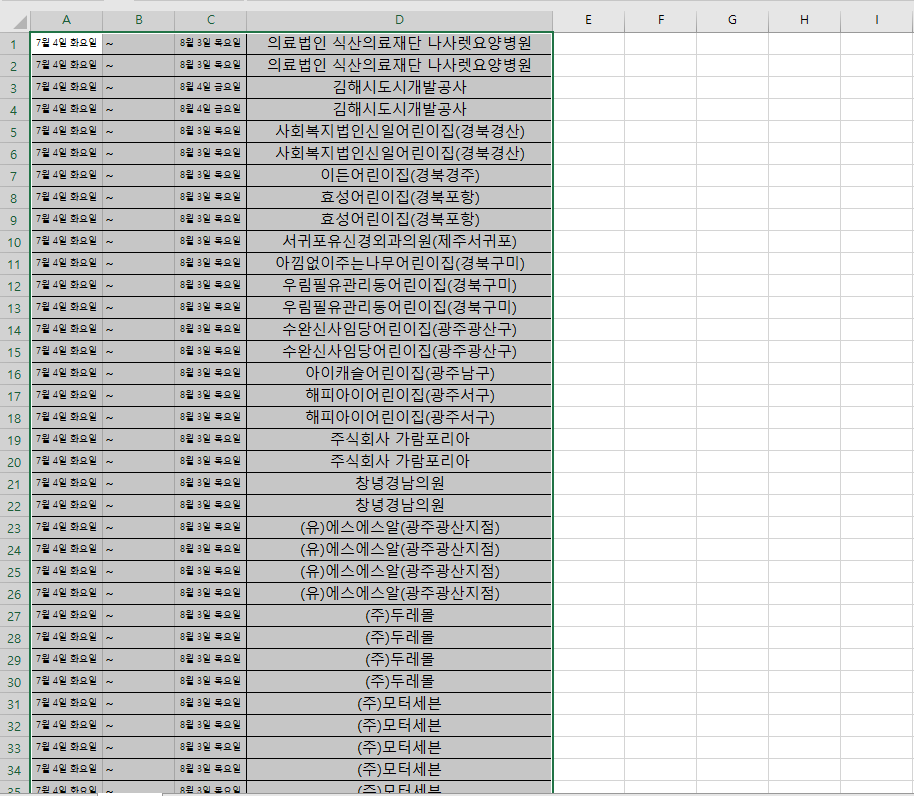 A B C D E F G H I
1 7월 4일 화요일 ~ 8월 3일 목요일 의료법인 식산의료재단 나사렛요양병원
2 7월 4일 화요일 ~ 8월 3일 목요일 의료법인 식산의료재단 나사렛요양병원
3 7월 4일 화요일 ~ 8월 4일 금요일 김해시도시개발공사
4 7월 4일 화요일 ~ 8월 4일 금요일 김해시도시개발공사
5 7월 4일 화요일 ~ 8월 3일 목요일 사회복지법인신일어린이집(경북경산)
6 7월 4일 화요일 ~ 8월 3일 목요일 사회복지법인신일어린이집(경북경산)
7 7월 4일 화요일 ~ 8월 3일 목요일 이든어린이집(경북경주)
8 7월 4일 화요일 ~ 8월 3일 목요일 효성어린이집(경북포항)
9 7월 4일 화요일 ~ 8월 3일 목요일 효성어린이집(경북포항)
10 7월 4일 화요일 ~ 8월 3일 목요일 서귀포유신경외과의원(제주서귀포)
11 7월 4일 화요일 ~ 8월 3일 목요일 아낌없이주는나무어린이집(경북구미)
12 7월 4일 화요일 ~ 8월 3일 목요일 우림필유관리동어린이집(경북구미)
13 7월 4일 화요일 ~ 8월 3일 목요일 우림필유관리동어린이집(경북구미)
14 7월 4일 화요일 ~ 8월 3일 목요일 수완신사임당어린이집(광주광산구)
15 7월 4일 화요일 ~ 8월 3일 목요일 수완신사임당어린이집(광주광산구)
16 7월 4일 화요일 ~ 8월 3일 목요일 아이캐슬어린이집(광주남구)
17 7월 4일 화요일 ~ 8월 3일 목요일 해피아이어린이집(광주서구)
18 7월 4일 화요일 ~ 8월 3일 목요일 해피아이어린이집(광주서구)
19 7월 4일 화요일 ~ 8월 3일 목요일 주식회사 가람포리아
20 7월 4일 화요일 ~ 8월 3일 목요일 주식회사 가람포리아
21 7월 4일 화요일 ~ 8월 3일 목요일 창녕경남의원
22 7월 4일 화요일 ~ 8월 3일 목요일 창녕경남의원
23 7월 4일 화요일 ~ 8월 3일 목요일 (유)에스에스알(광주광산지점)
24 7월 4일 화요일 ~ 8월 3일 목요일 (유)에스에스알(광주광산지점)
25 7월 4일 화요일 ~ 8월 3일 목요일 (유)에스에스알(광주광산지점)
26 7월 4일 화요일 ~ 8월 3일 목요일 (유)에스에스알(광주광산지점)
27 7월 4일 화요일 ~ 8월 3일 목요일 (주)두레몰
28 7월 4일 화요일 ~ 8월 3일 목요일 (주)두레몰
29 7월 4일 화요일 ~ 8월 3일 목요일 (주)두레몰
30 7월 4일 화요일 ~ 8월 3일 목요일 (주)두레몰
31 7월 4일 화요일 ~ 8월 3일 목요일 (주)모터세븐
32 7월 4일 화요일 ~ 8월 3일 목요일 (주)모터세븐
33 7월 4일 화요일 ~ 8월 3일 목요일 (주)모터세븐
34 7월 4일 화요일 ~ 8월 3일 목요일 (주)모터세븐
35 7월 4일 화요일 ~ 8월 3일 목요일 (주)모터세븐